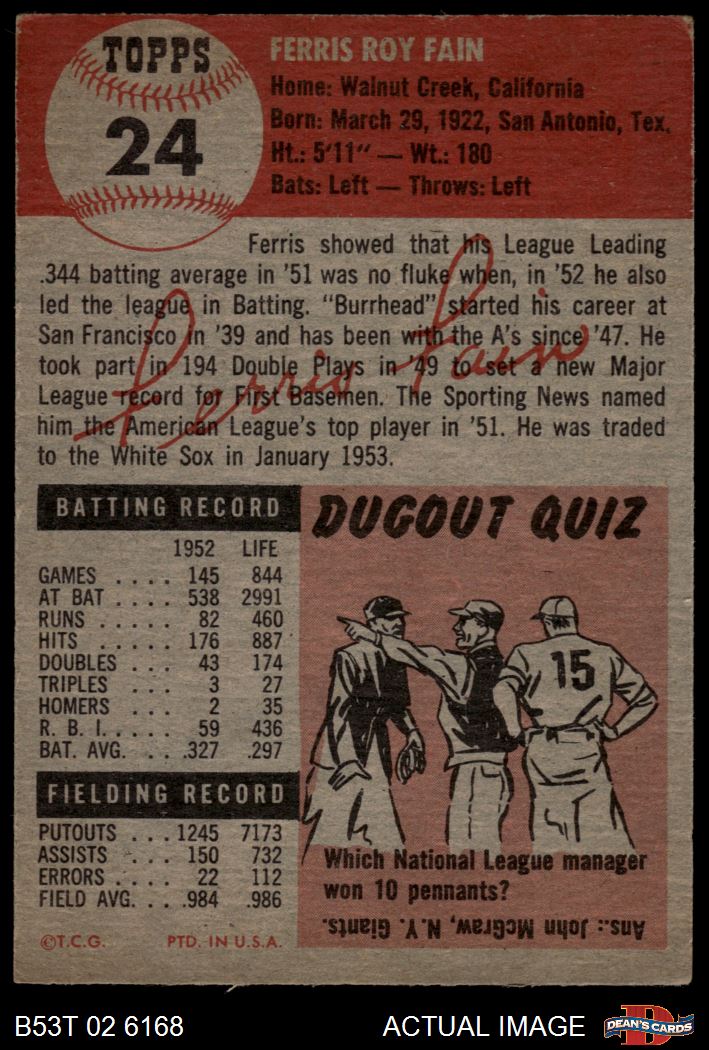 TOPPS
24
FERRIS ROY FAIN
Home: Walnut Creek, California
Born: March 29, 1922, San Antonio, Tex.
Ht.: 5'11" — Wt.: 180
Bats: Left — Throws: Left
Ferris showed that his League Leading
.344 batting average in '51 was no fluke when, in '52 he also
led the league in Batting. "Burrhead" started his career at
San Francisco in '39 and has been with the A's since '47. He
took part in 194 Double Plays in '49 to set a new Major
League record for First Basemen. The Sporting News named
him the American League's top player in '51. He was traded
to the White Sox in January 1953.
Ferris Fain
BATTING RECORD
1952 LIFE
GAMES .... 145 844
AT BAT .... 538 2991
RUNS .... 82 460
HITS .... 176 887
DOUBLES .. 43 174
TRIPLES ... 3 27
HOMERS ... 2 35
R. B. I. .... 59 436
BAT. AVG. .. .327 .297
FIELDING RECORD
PUTOUTS ... 1245 7173
ASSISTS .... 150 732
ERRORS .... 22 112
FIELD AVG. .. .984 .986
©T.C.G. PTD. IN U.S.A.
DUGOUT QUIZ
15
Which National League manager
won 10 pennants?
Ans.: John McGraw, N.Y. Giants.
B53T 02 6168 ACTUAL IMAGE
D
DEAN'S CARDS